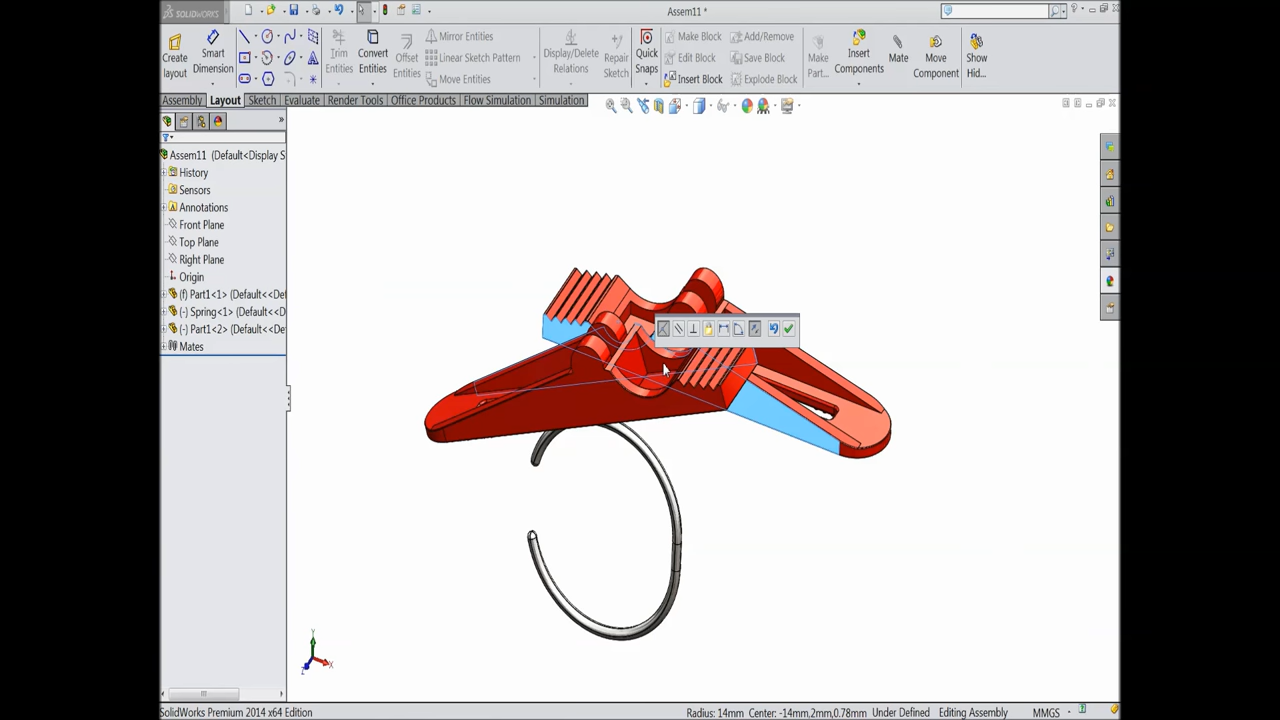 SOLIDWORKS
Assem11 *
Create layout
Smart Dimension
Trim Entities
Convert Entities
Offset Entities
Mirror Entities
Linear Sketch Pattern
Move Entities
Display/Delete Relations
Repair Sketch
Quick Snaps
Make Block
Edit Block
Insert Block
Add/Remove
Save Block
Explode Block
Make Part...
Insert Components
Mate
Move Component
Show Hid...
Assembly
Layout
Sketch
Evaluate
Render Tools
Office Products
Flow Simulation
Simulation
Assem11 (Default<Display S
History
Sensors
Annotations
Front Plane
Top Plane
Right Plane
Origin
(f) Part1<1> (Default<<Def
(-) Spring<1> (Default<<Di
(-) Part1<2> (Default<<De
Mates
Y
X
Z
SolidWorks Premium 2014 x64 Edition
Radius: 14mm Center: -14mm,2mm,0.78mm Under Defined Editing Assembly MMGS